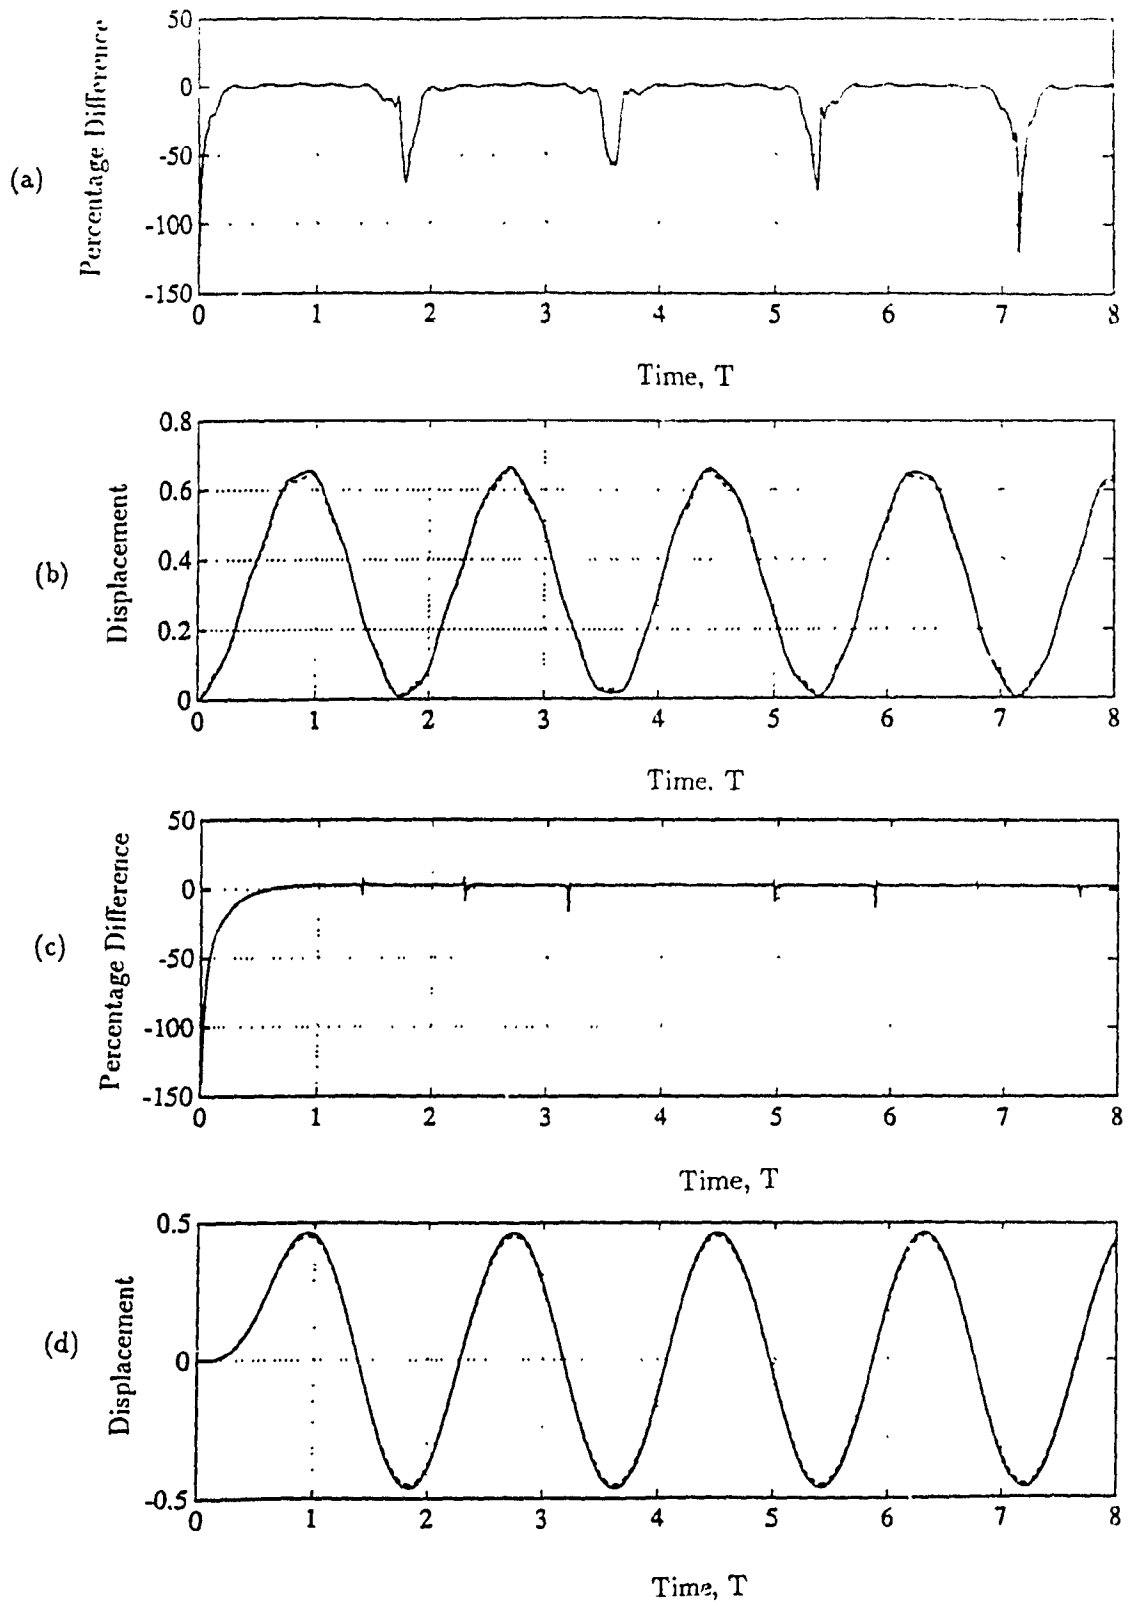 (a)
Percentage Difference
50
0
-50
-100
-150
0 1 2 3 4 5 6 7 8
Time, T
(b)
Displacement
0.8
0.6
0.4
0.2
0
0 1 2 3 4 5 6 7 8
Time. T
(c)
Percentage Difference
50
0
-50
-100
-150
0 1 2 3 4 5 6 7 8
Time, T
(d)
Displacement
0.5
0
-0.5
0 1 2 3 4 5 6 7 8
Time, T